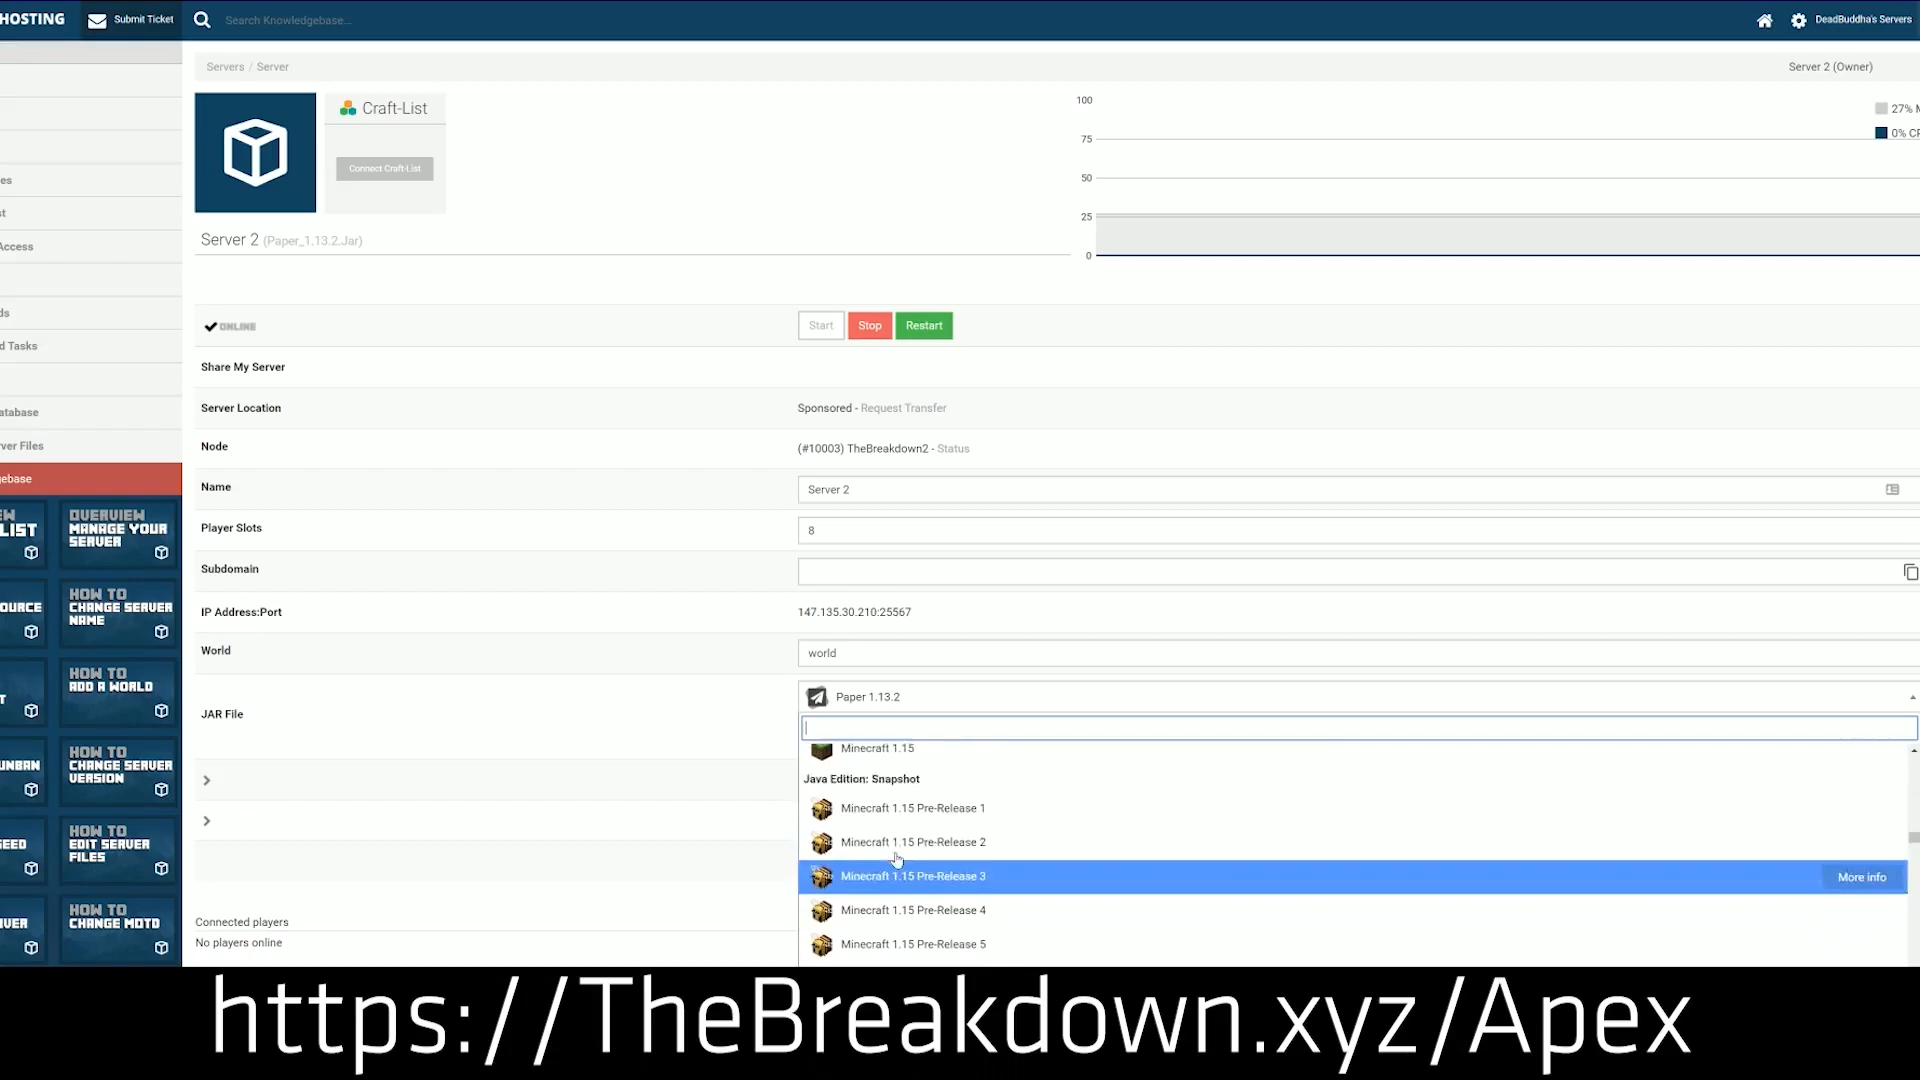 HOSTING
Submit Ticket
Search Knowledgebase...
DeadBuddha's Servers
Servers / Server
Server 2 (Owner)
Craft-List
Connect Craft-List
100
75
50
25
0
27% M
0% CP
Server 2 (Paper_1.13.2.Jar)
es
st
Access
ds
d Tasks
atabase
ver Files
gebase
EW
LIST
OVERVIEW
MANAGE YOUR
SERVER
OURCE
HOW TO
CHANGE SERVER
NAME
T
HOW TO
ADD A WORLD
UNBAN
HOW TO
CHANGE SERVER
VERSION
SEED
HOW TO
EDIT SERVER
FILES
VER
HOW TO
CHANGE MOTD
ONLINE
Start
Stop
Restart
Share My Server
Server Location
Sponsored - Request Transfer
Node
(#10003) TheBreakdown2 - Status
Name
Server 2
Player Slots
8
Subdomain
IP Address:Port
147.135.30.210:25567
World
world
JAR File
Paper 1.13.2
Minecraft 1.15
Java Edition: Snapshot
Minecraft 1.15 Pre-Release 1
Minecraft 1.15 Pre-Release 2
Minecraft 1.15 Pre-Release 3
More info
Minecraft 1.15 Pre-Release 4
Minecraft 1.15 Pre-Release 5
Connected players
No players online
https://TheBreakdown.xyz/Apex